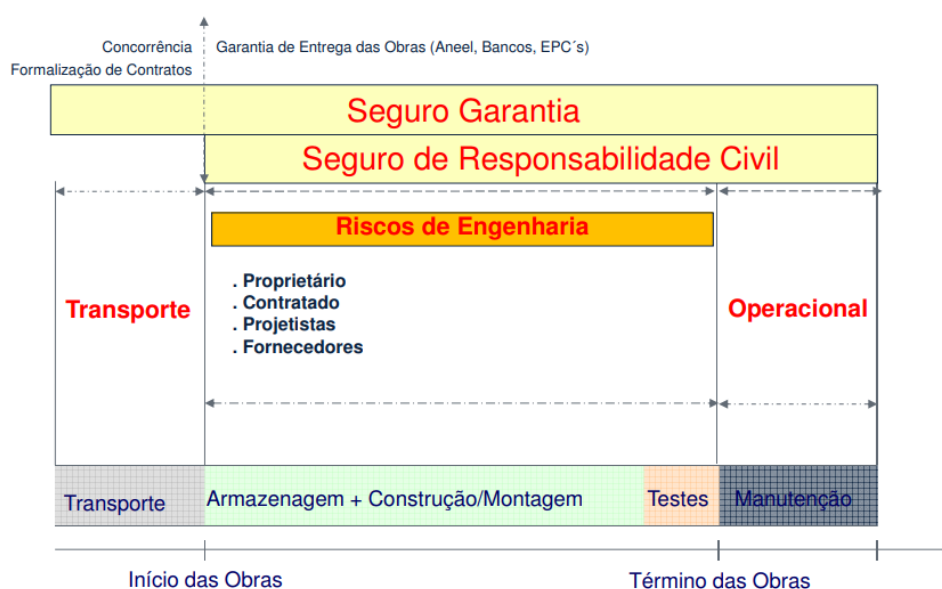 Concorrência
Garantia de Entrega das Obras (Aneel, Bancos, EPC´s)
Formalização de Contratos
Seguro Garantia
Seguro de Responsabilidade Civil
Riscos de Engenharia
. Proprietário
. Contratado
. Projetistas
. Fornecedores
Transporte
Operacional
Transporte
Armazenagem + Construção/Montagem
Testes
Manutenção
Início das Obras
Término das Obras